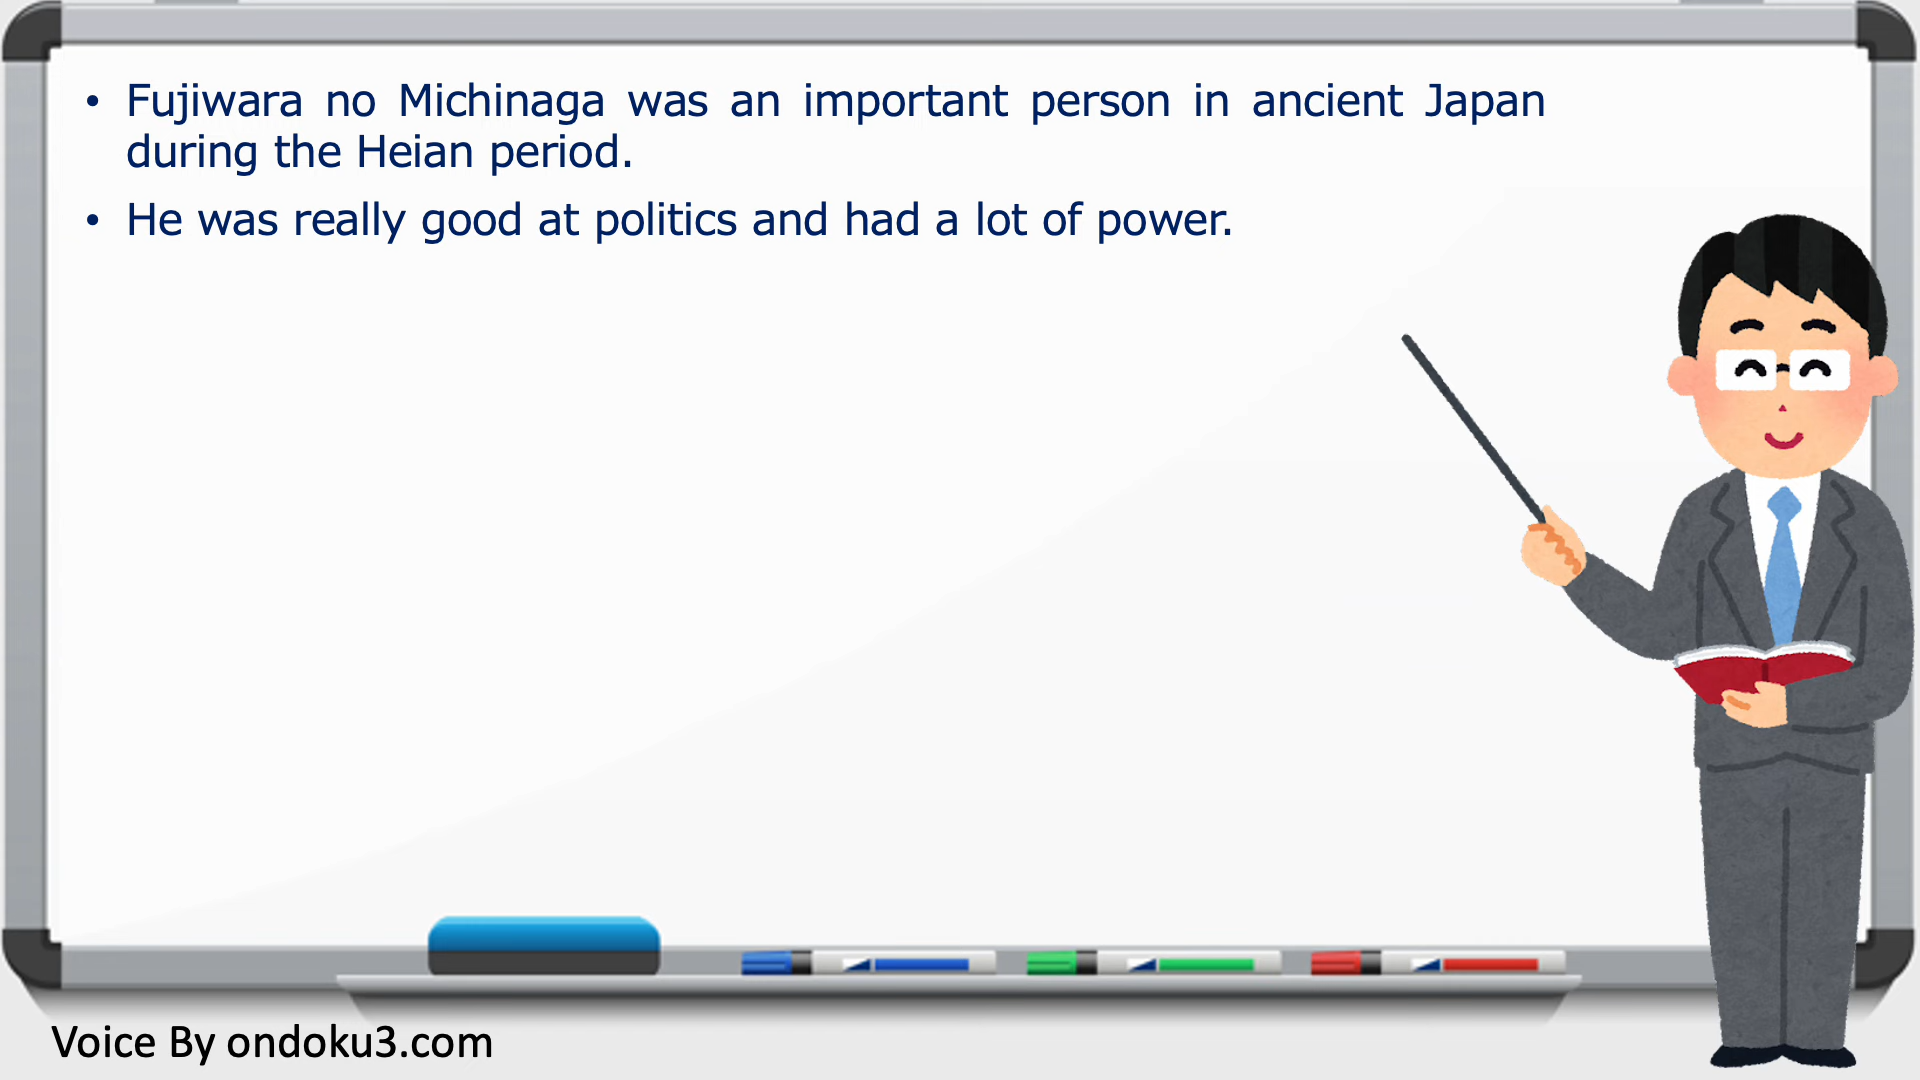 • Fujiwara no Michinaga was an important person in ancient Japan
during the Heian period.
• He was really good at politics and had a lot of power.
Voice By ondoku3.com